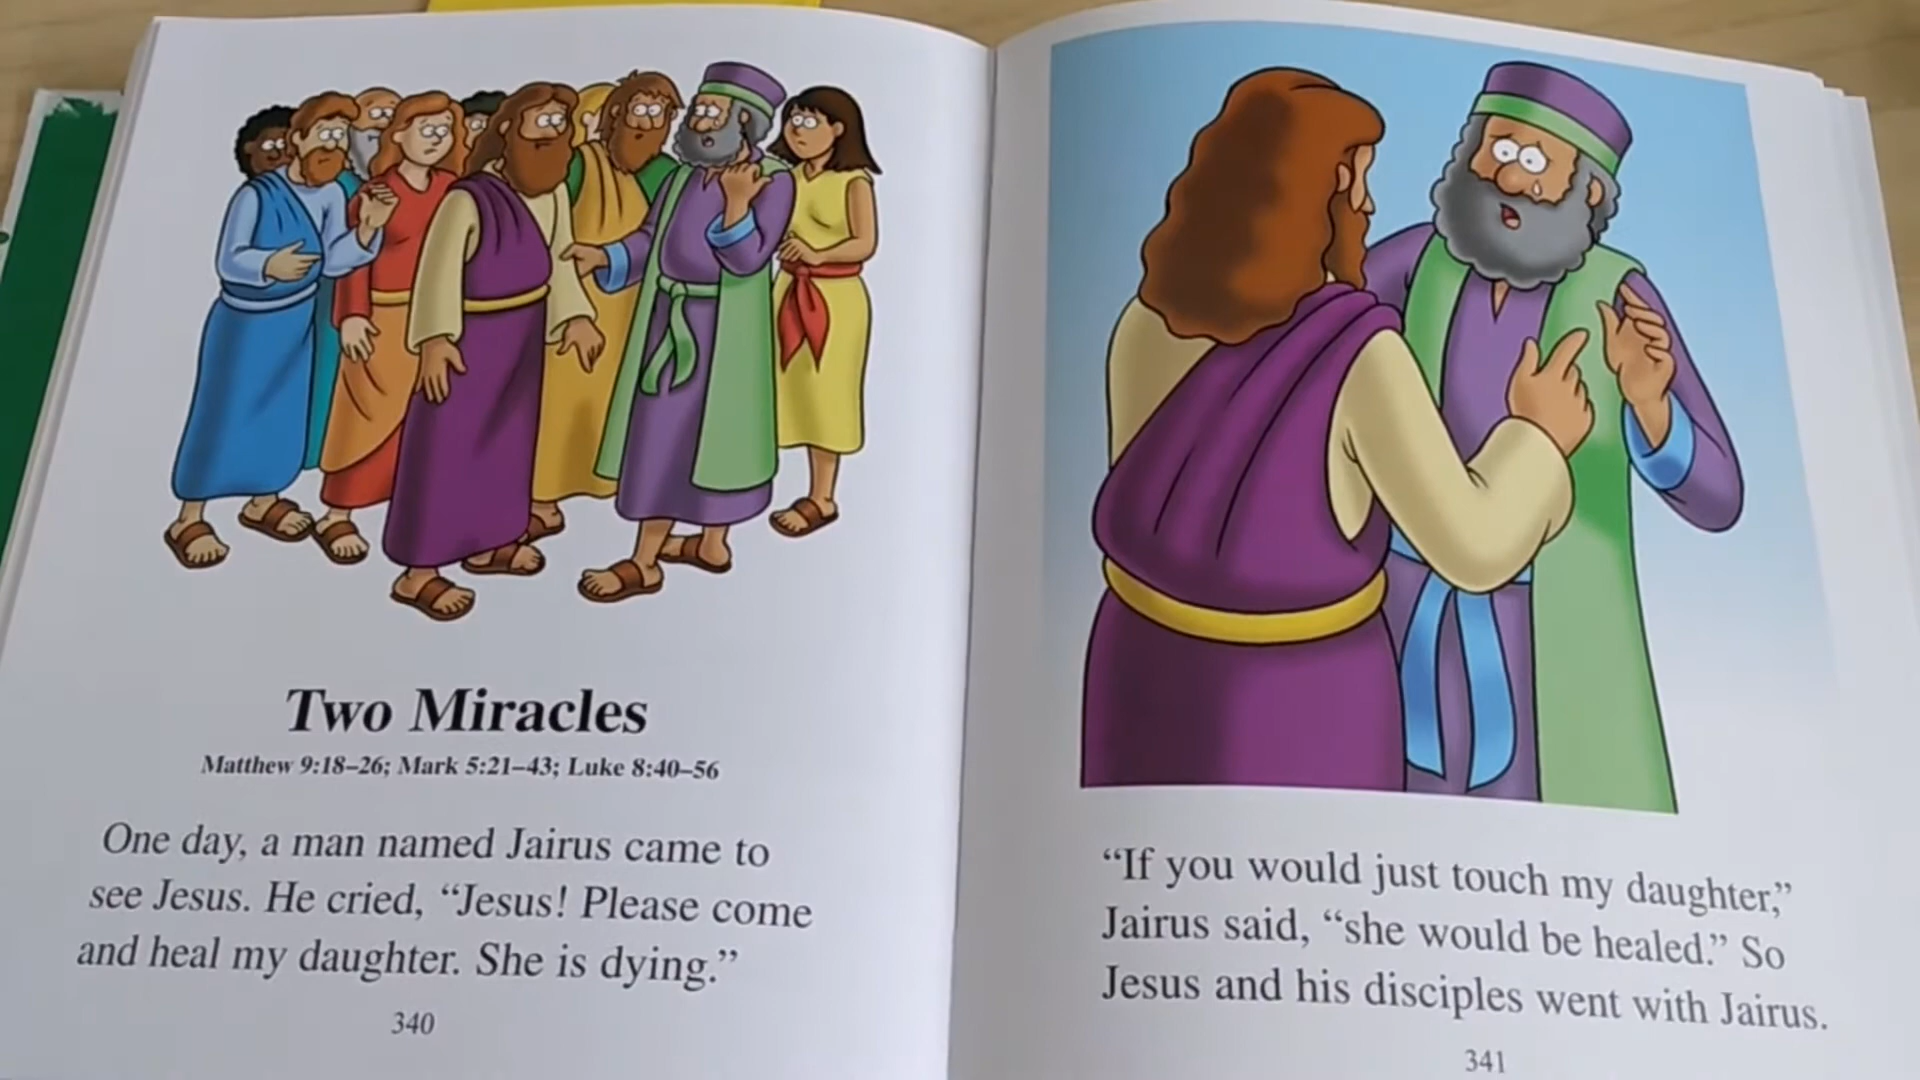 Two Miracles
Matthew 9:18–26; Mark 5:21–43; Luke 8:40–56
One day, a man named Jairus came to
see Jesus. He cried, “Jesus! Please come
and heal my daughter. She is dying.”
340
“If you would just touch my daughter,”
Jairus said, “she would be healed.” So
Jesus and his disciples went with Jairus.
341